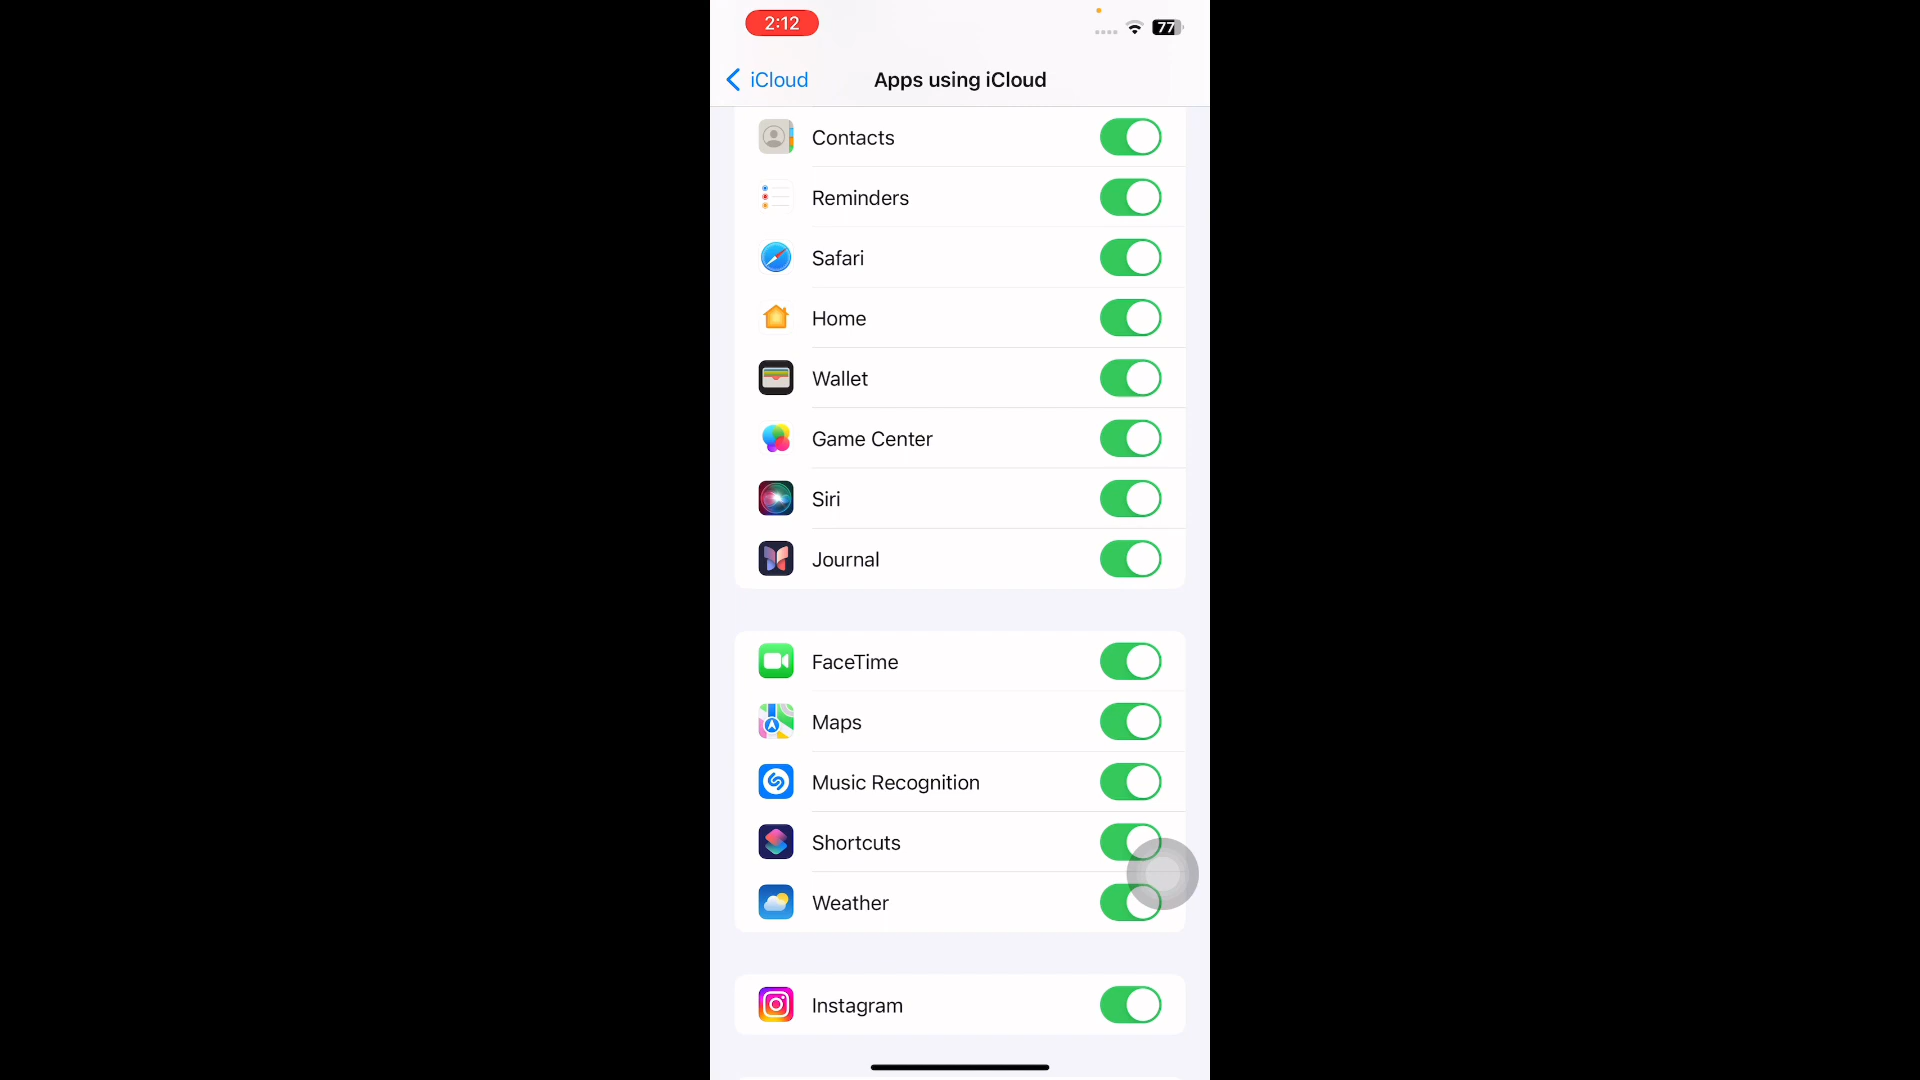 2:12
77
iCloud
Apps using iCloud
Contacts
Reminders
Safari
Home
Wallet
Game Center
Siri
Journal
FaceTime
Maps
Music Recognition
Shortcuts
Weather
Instagram